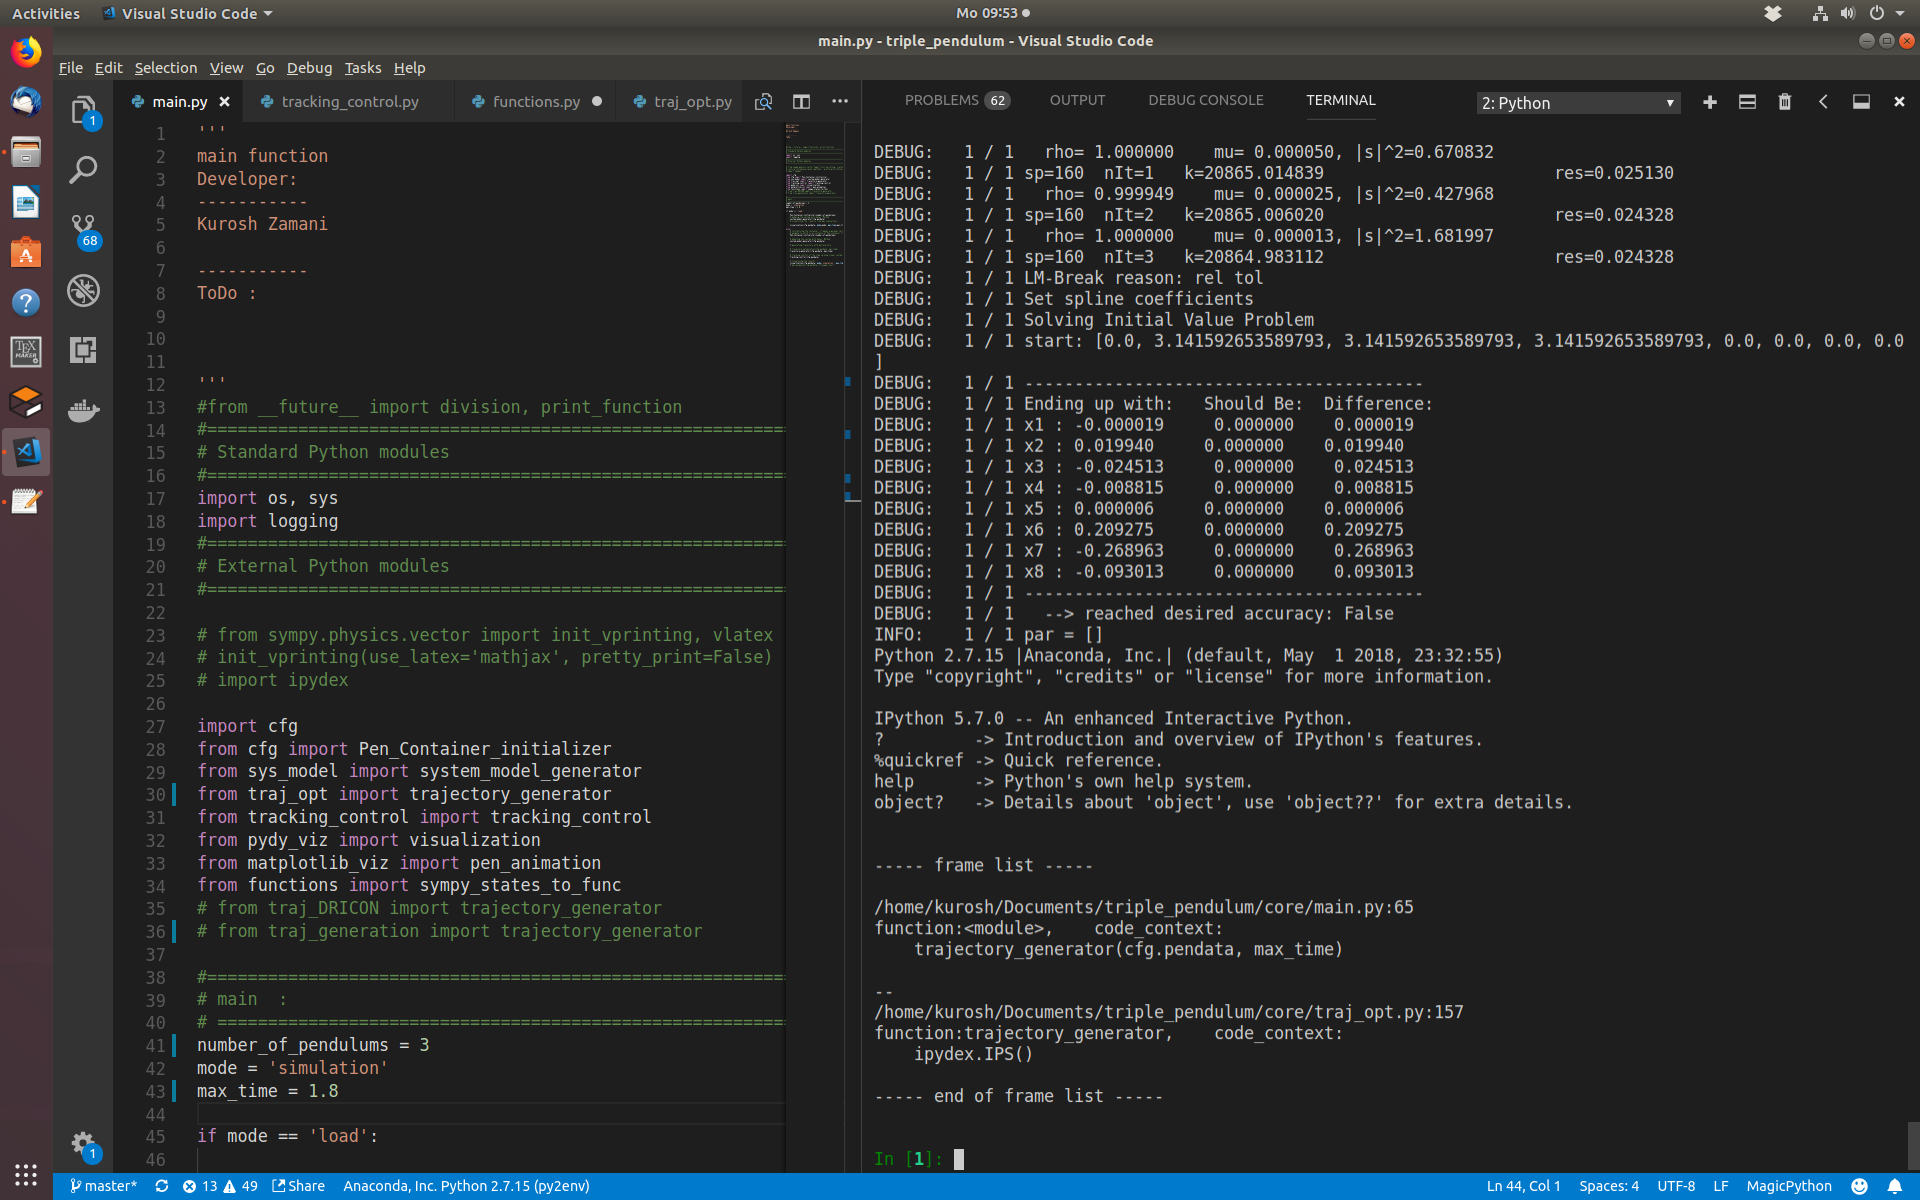 Activities
Visual Studio Code
Mo 09:53
main.py - triple_pendulum - Visual Studio Code
File Edit Selection View Go Debug Tasks Help
main.py
tracking_control.py
functions.py
traj_opt.py
PROBLEMS 62 OUTPUT DEBUG CONSOLE TERMINAL
2: Python
1
68
TEX
MAKER
1
1 '''
2 main function
3 Developer:
4 -----------
5 Kurosh Zamani
6
7 -----------
8 ToDo :
9
10
11
12 '''
13 #from __future__ import division, print_function
14 #=========================================================
15 # Standard Python modules
16 #=========================================================
17 import os, sys
18 import logging
19 #=========================================================
20 # External Python modules
21 #=========================================================
22
23 # from sympy.physics.vector import init_vprinting, vlatex
24 # init_vprinting(use_latex='mathjax', pretty_print=False)
25 # import ipydex
26
27 import cfg
28 from cfg import Pen_Container_initializer
29 from sys_model import system_model_generator
30 from traj_opt import trajectory_generator
31 from tracking_control import tracking_control
32 from pydy_viz import visualization
33 from matplotlib_viz import pen_animation
34 from functions import sympy_states_to_func
35 # from traj_DRICON import trajectory_generator
36 # from traj_generation import trajectory_generator
37
38 #=========================================================
39 # main  :
40 # ========================================================
41 number_of_pendulums = 3
42 mode = 'simulation'
43 max_time = 1.8
44
45 if mode == 'load':
46
DEBUG:   1 / 1   rho= 1.000000    mu= 0.000050, |s|^2=0.670832
DEBUG:   1 / 1 sp=160  nIt=1   k=20865.014839                       res=0.025130
DEBUG:   1 / 1   rho= 0.999949    mu= 0.000025, |s|^2=0.427968
DEBUG:   1 / 1 sp=160  nIt=2   k=20865.006020                       res=0.024328
DEBUG:   1 / 1   rho= 1.000000    mu= 0.000013, |s|^2=1.681997
DEBUG:   1 / 1 sp=160  nIt=3   k=20864.983112                       res=0.024328
DEBUG:   1 / 1 LM-Break reason: rel tol
DEBUG:   1 / 1 Set spline coefficients
DEBUG:   1 / 1 Solving Initial Value Problem
DEBUG:   1 / 1 start: [0.0, 3.141592653589793, 3.141592653589793, 3.141592653589793, 0.0, 0.0, 0.0, 0.0
]
DEBUG:   1 / 1 ----------------------------------------
DEBUG:   1 / 1 Ending up with:   Should Be:  Difference:
DEBUG:   1 / 1 x1 : -0.000019     0.000000    0.000019
DEBUG:   1 / 1 x2 : 0.019940     0.000000    0.019940
DEBUG:   1 / 1 x3 : -0.024513     0.000000    0.024513
DEBUG:   1 / 1 x4 : -0.008815     0.000000    0.008815
DEBUG:   1 / 1 x5 : 0.000006     0.000000    0.000006
DEBUG:   1 / 1 x6 : 0.209275     0.000000    0.209275
DEBUG:   1 / 1 x7 : -0.268963     0.000000    0.268963
DEBUG:   1 / 1 x8 : -0.093013     0.000000    0.093013
DEBUG:   1 / 1 ----------------------------------------
DEBUG:   1 / 1   --> reached desired accuracy: False
INFO:    1 / 1 par = []
Python 2.7.15 |Anaconda, Inc.| (default, May  1 2018, 23:32:55)
Type "copyright", "credits" or "license" for more information.

IPython 5.7.0 -- An enhanced Interactive Python.
?         -> Introduction and overview of IPython's features.
%quickref -> Quick reference.
help      -> Python's own help system.
object?   -> Details about 'object', use 'object??' for extra details.

----- frame list -----

/home/kurosh/Documents/triple_pendulum/core/main.py:65
function:<module>,    code_context:
    trajectory_generator(cfg.pendata, max_time)

--
/home/kurosh/Documents/triple_pendulum/core/traj_opt.py:157
function:trajectory_generator,    code_context:
    ipydex.IPS()

----- end of frame list -----

In [1]:
master* 13 49 Share Anaconda, Inc. Python 2.7.15 (py2env)
Ln 44, Col 1 Spaces: 4 UTF-8 LF MagicPython